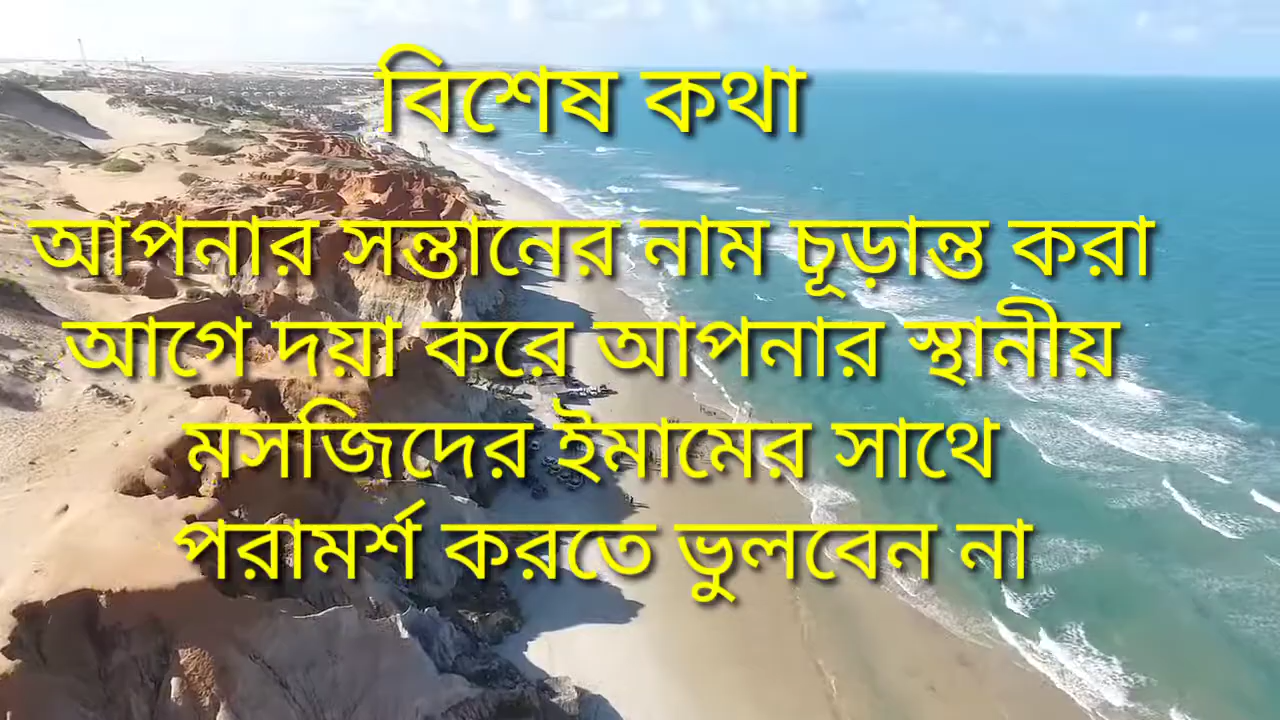 বিশেষ কথা
আপনার সন্তানের নাম চূড়ান্ত করা
আগে দয়া করে আপনার স্থানীয়
মসজিদের ইমামের সাথে
পরামর্শ করতে ভুলবেন না